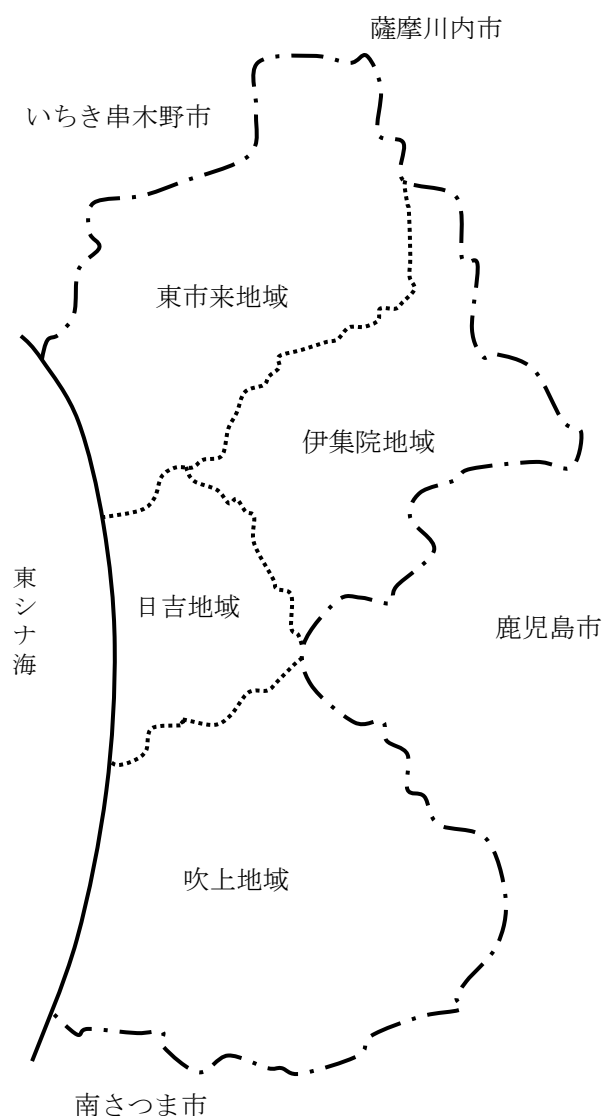 薩摩川内市
いちき串木野市
東市来地域
伊集院地域
東シナ海
日吉地域
鹿児島市
吹上地域
南さつま市